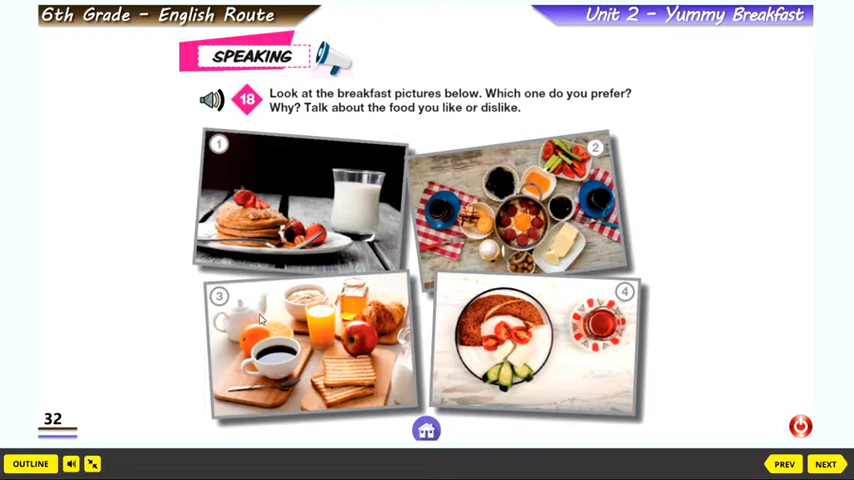 6th Grade - English Route
Unit 2 - Yummy Breakfast
SPEAKING
18
Look at the breakfast pictures below. Which one do you prefer?
Why? Talk about the food you like or dislike.
1
2
3
4
32
OUTLINE
PREV
NEXT